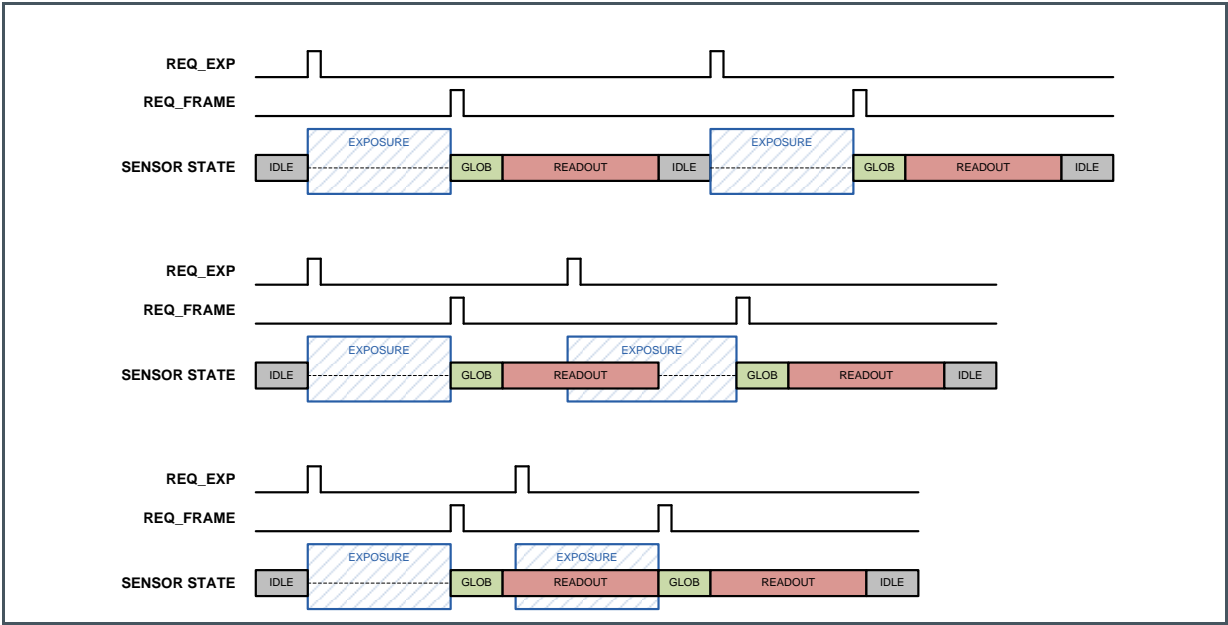 REQ_EXP
REQ_FRAME
EXPOSURE EXPOSURE
SENSOR STATE IDLE GLOB READOUT IDLE GLOB READOUT IDLE
REQ_EXP
REQ_FRAME
EXPOSURE EXPOSURE
SENSOR STATE IDLE GLOB READOUT GLOB READOUT IDLE
REQ_EXP
REQ_FRAME
EXPOSURE EXPOSURE
SENSOR STATE IDLE GLOB READOUT GLOB READOUT IDLE